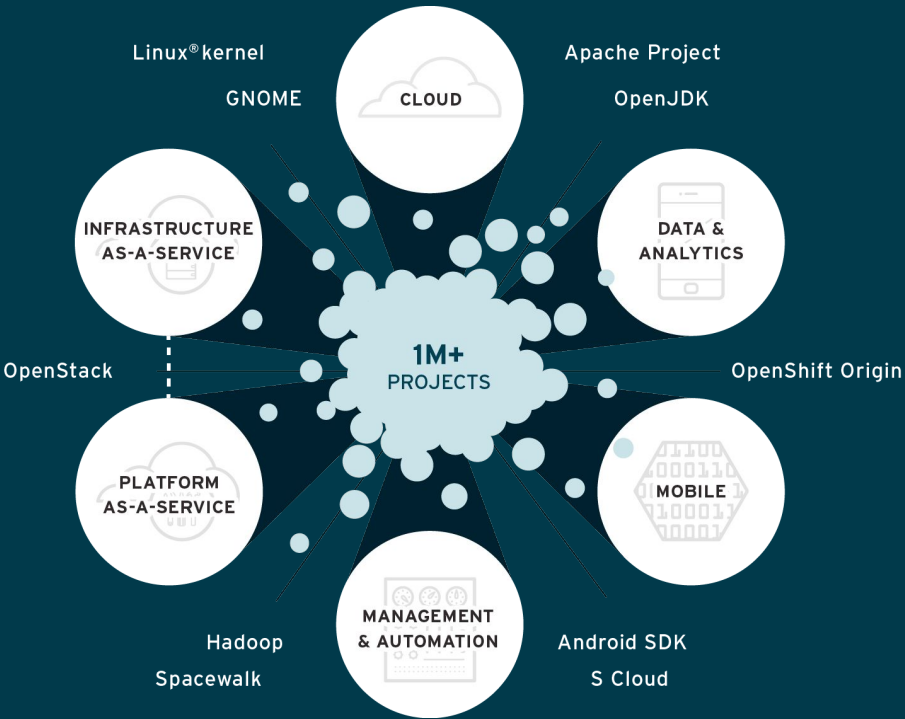 Linux® kernel
GNOME
CLOUD
Apache Project
OpenJDK
INFRASTRUCTURE
AS-A-SERVICE
DATA &
ANALYTICS
1M+
PROJECTS
OpenStack
OpenShift Origin
PLATFORM
AS-A-SERVICE
MOBILE
MANAGEMENT
& AUTOMATION
Hadoop
Spacewalk
Android SDK
S Cloud